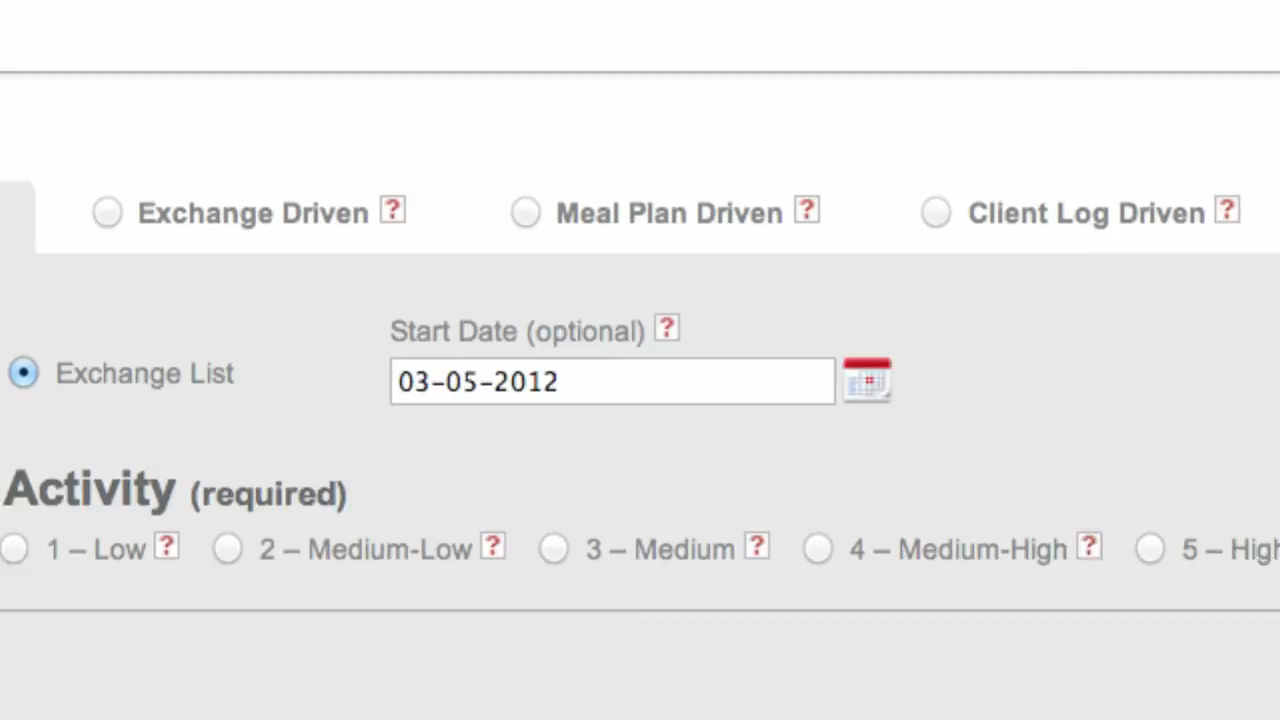 Exchange Driven ? Meal Plan Driven ? Client Log Driven ?
Start Date (optional) ?
Exchange List 03-05-2012
Activity (required)
1 – Low ? 2 – Medium-Low ? 3 – Medium ? 4 – Medium-High ? 5 – High